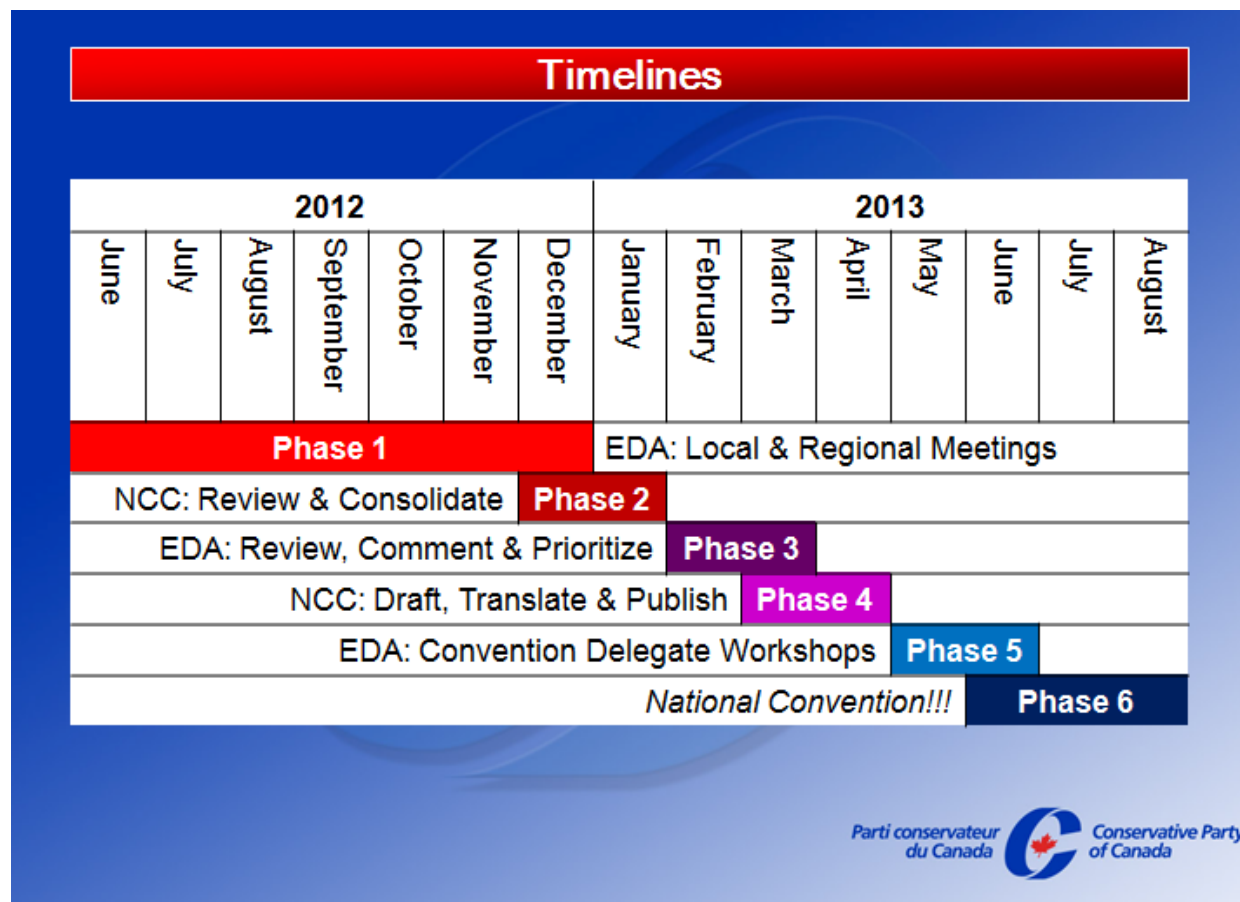 Timelines
2012 2013
June July August September October November December January February March April May June July August
Phase 1 EDA: Local & Regional Meetings
NCC: Review & Consolidate Phase 2
EDA: Review, Comment & Prioritize Phase 3
NCC: Draft, Translate & Publish Phase 4
EDA: Convention Delegate Workshops Phase 5
National Convention!!! Phase 6
Parti conservateur
du Canada
Conservative Party
of Canada